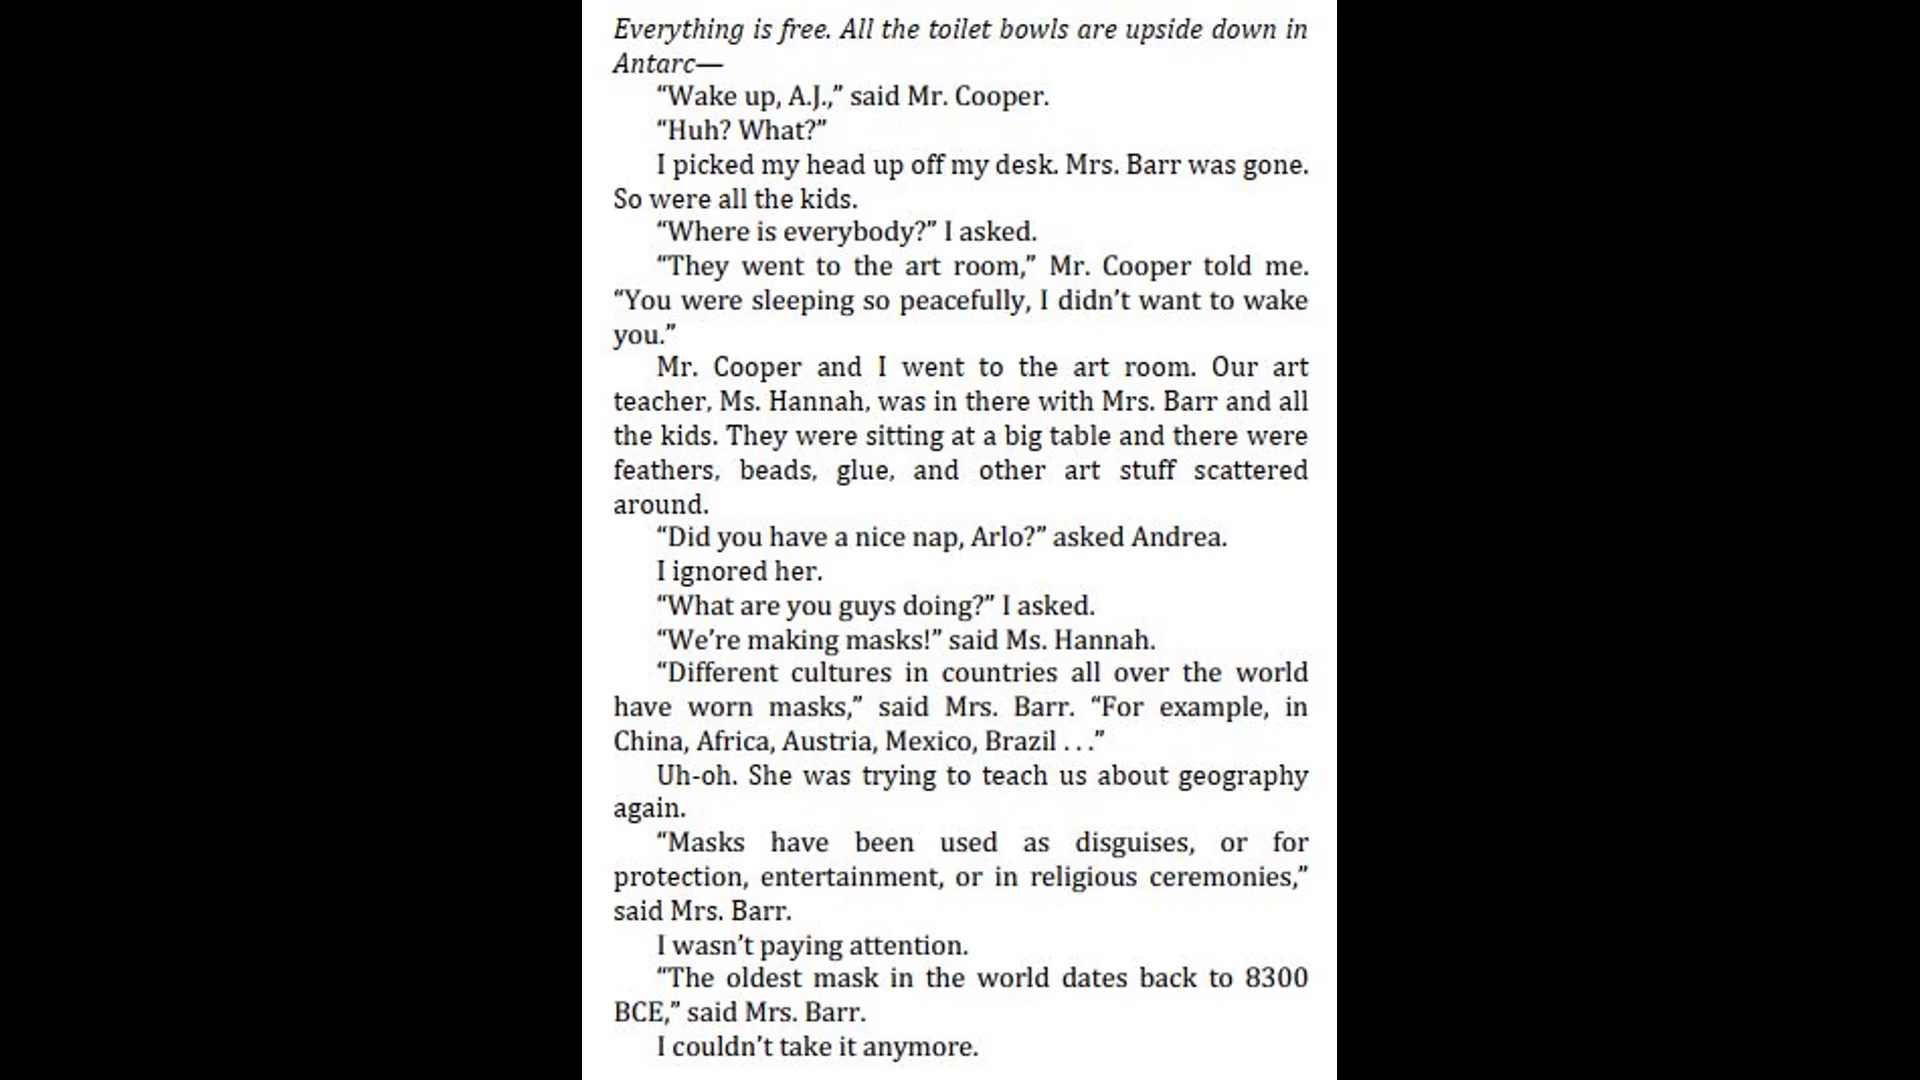 Everything is free. All the toilet bowls are upside down in
Antarc—
“Wake up, A.J.,” said Mr. Cooper.
“Huh? What?”
I picked my head up off my desk. Mrs. Barr was gone.
So were all the kids.
“Where is everybody?” I asked.
“They went to the art room,” Mr. Cooper told me.
“You were sleeping so peacefully, I didn’t want to wake
you.”
Mr. Cooper and I went to the art room. Our art
teacher, Ms. Hannah, was in there with Mrs. Barr and all
the kids. They were sitting at a big table and there were
feathers, beads, glue, and other art stuff scattered
around.
“Did you have a nice nap, Arlo?” asked Andrea.
I ignored her.
“What are you guys doing?” I asked.
“We’re making masks!” said Ms. Hannah.
“Different cultures in countries all over the world
have worn masks,” said Mrs. Barr. “For example, in
China, Africa, Austria, Mexico, Brazil . . .”
Uh-oh. She was trying to teach us about geography
again.
“Masks have been used as disguises, or for
protection, entertainment, or in religious ceremonies,”
said Mrs. Barr.
I wasn’t paying attention.
“The oldest mask in the world dates back to 8300
BCE,” said Mrs. Barr.
I couldn’t take it anymore.